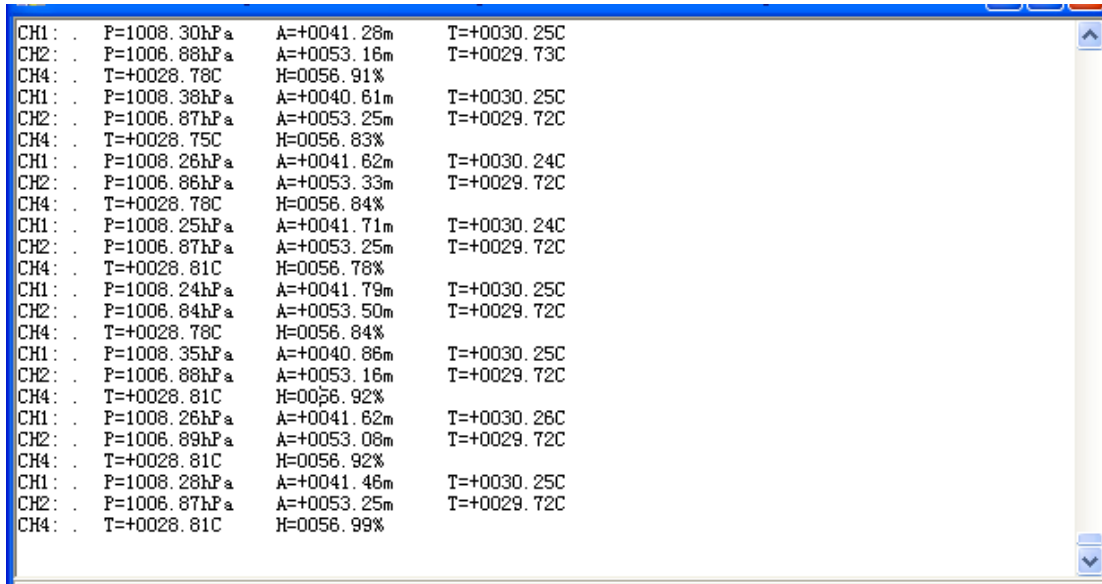 CH1: . P=1008.30hPa A=+0041.28m T=+0030.25C
CH2: . P=1006.88hPa A=+0053.16m T=+0029.73C
CH4: . T=+0028.78C H=0056.91%
CH1: . P=1008.38hPa A=+0040.61m T=+0030.25C
CH2: . P=1006.87hPa A=+0053.25m T=+0029.72C
CH4: . T=+0028.75C H=0056.83%
CH1: . P=1008.26hPa A=+0041.62m T=+0030.24C
CH2: . P=1006.86hPa A=+0053.33m T=+0029.72C
CH4: . T=+0028.78C H=0056.84%
CH1: . P=1008.25hPa A=+0041.71m T=+0030.24C
CH2: . P=1006.87hPa A=+0053.25m T=+0029.72C
CH4: . T=+0028.81C H=0056.78%
CH1: . P=1008.24hPa A=+0041.79m T=+0030.25C
CH2: . P=1006.84hPa A=+0053.50m T=+0029.72C
CH4: . T=+0028.78C H=0056.84%
CH1: . P=1008.35hPa A=+0040.86m T=+0030.25C
CH2: . P=1006.88hPa A=+0053.16m T=+0029.72C
CH4: . T=+0028.81C H=0056.92%
CH1: . P=1008.26hPa A=+0041.62m T=+0030.26C
CH2: . P=1006.89hPa A=+0053.08m T=+0029.72C
CH4: . T=+0028.81C H=0056.92%
CH1: . P=1008.28hPa A=+0041.46m T=+0030.25C
CH2: . P=1006.87hPa A=+0053.25m T=+0029.72C
CH4: . T=+0028.81C H=0056.99%